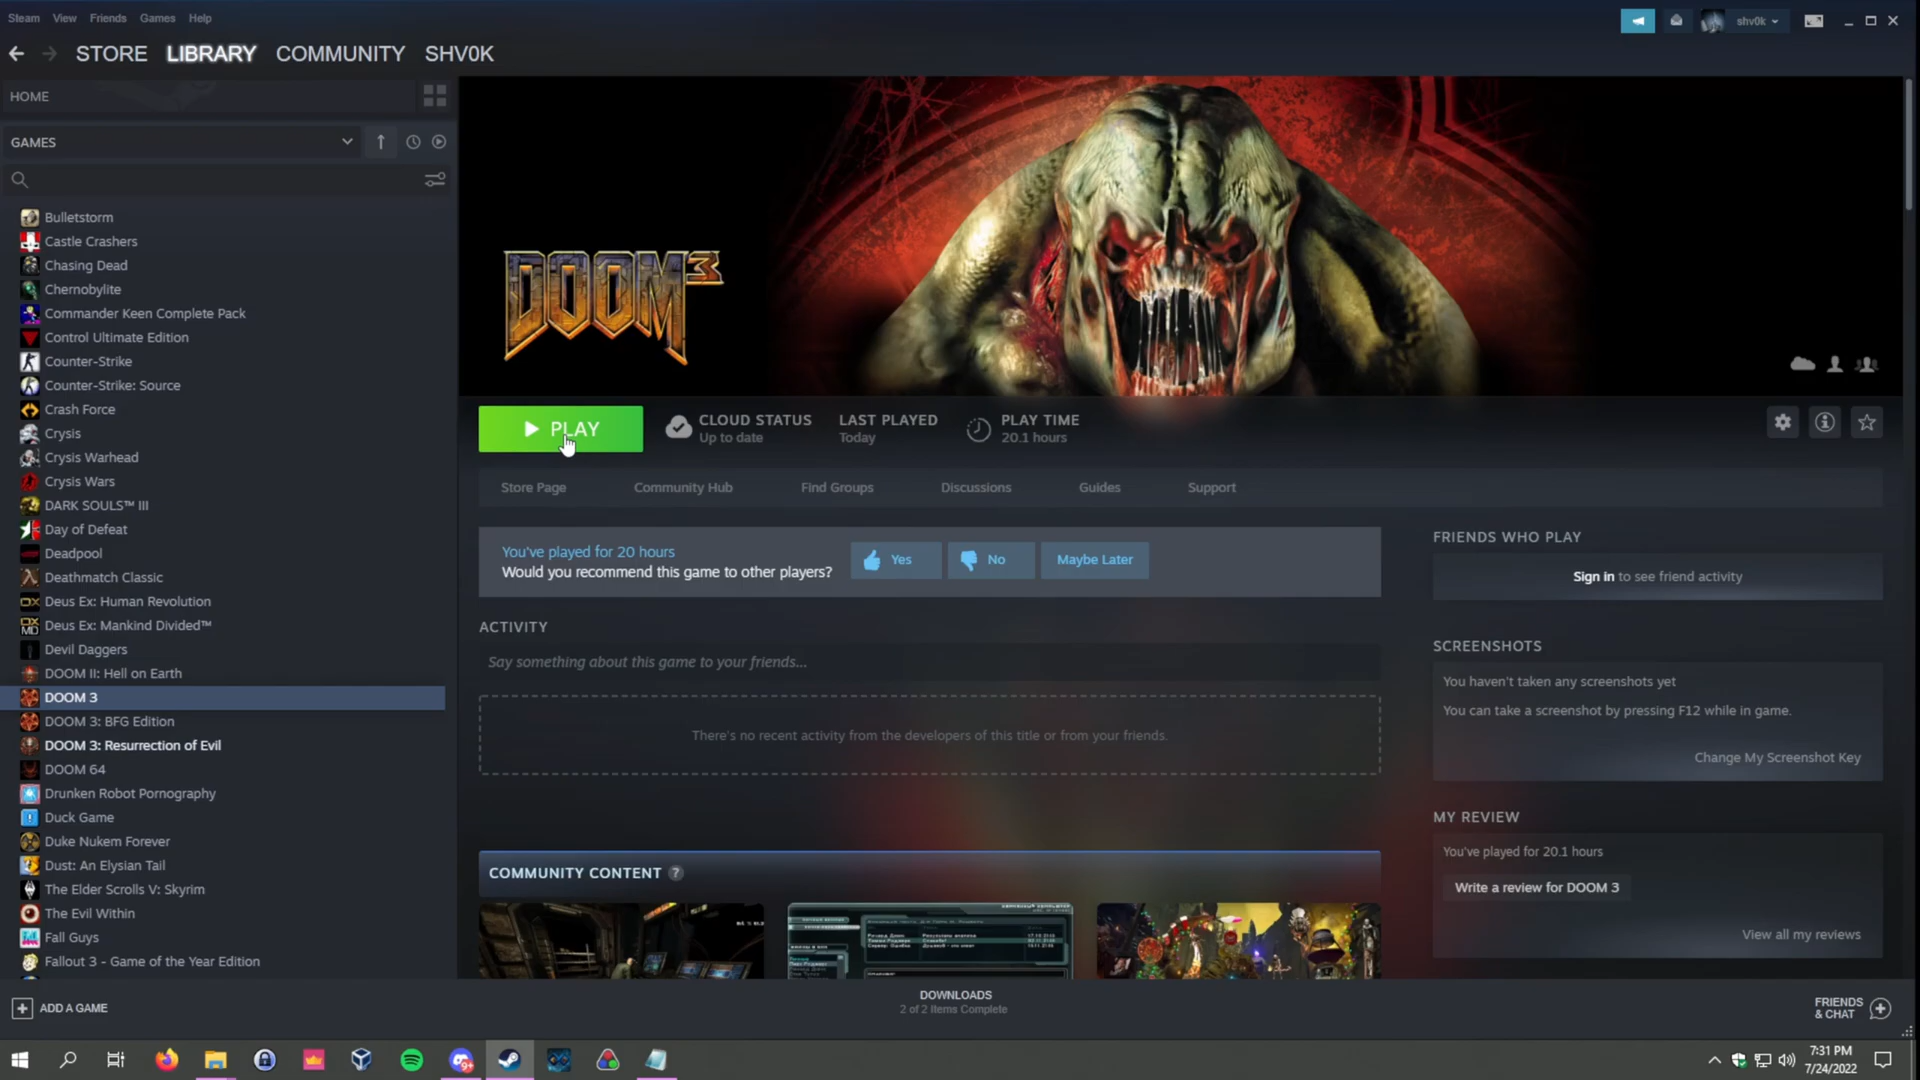 Steam View Friends Games Help
shv0k
STORE LIBRARY COMMUNITY SHV0K
HOME
GAMES
Bulletstorm
Castle Crashers
Chasing Dead
Chernobylite
Commander Keen Complete Pack
Control Ultimate Edition
Counter-Strike
Counter-Strike: Source
Crash Force
Crysis
Crysis Warhead
Crysis Wars
DARK SOULS™ III
Day of Defeat
Deadpool
Deathmatch Classic
Deus Ex: Human Revolution
Deus Ex: Mankind Divided™
Devil Daggers
DOOM II: Hell on Earth
DOOM 3
DOOM 3: BFG Edition
DOOM 3: Resurrection of Evil
DOOM 64
Drunken Robot Pornography
Duck Game
Duke Nukem Forever
Dust: An Elysian Tail
The Elder Scrolls V: Skyrim
The Evil Within
Fall Guys
Fallout 3 - Game of the Year Edition
ADD A GAME
DOOM 3
PLAY
CLOUD STATUS
Up to date
LAST PLAYED
Today
PLAY TIME
20.1 hours
Store Page Community Hub Find Groups Discussions Guides Support
You've played for 20 hours
Would you recommend this game to other players?
Yes No Maybe Later
ACTIVITY
Say something about this game to your friends...
There's no recent activity from the developers of this title or from your friends.
COMMUNITY CONTENT ?
FRIENDS WHO PLAY
Sign in to see friend activity
SCREENSHOTS
You haven't taken any screenshots yet
You can take a screenshot by pressing F12 while in game.
Change My Screenshot Key
MY REVIEW
You've played for 20.1 hours
Write a review for DOOM 3
View all my reviews
DOWNLOADS
2 of 2 Items Complete
FRIENDS
& CHAT
9+
7:31 PM
7/24/2022